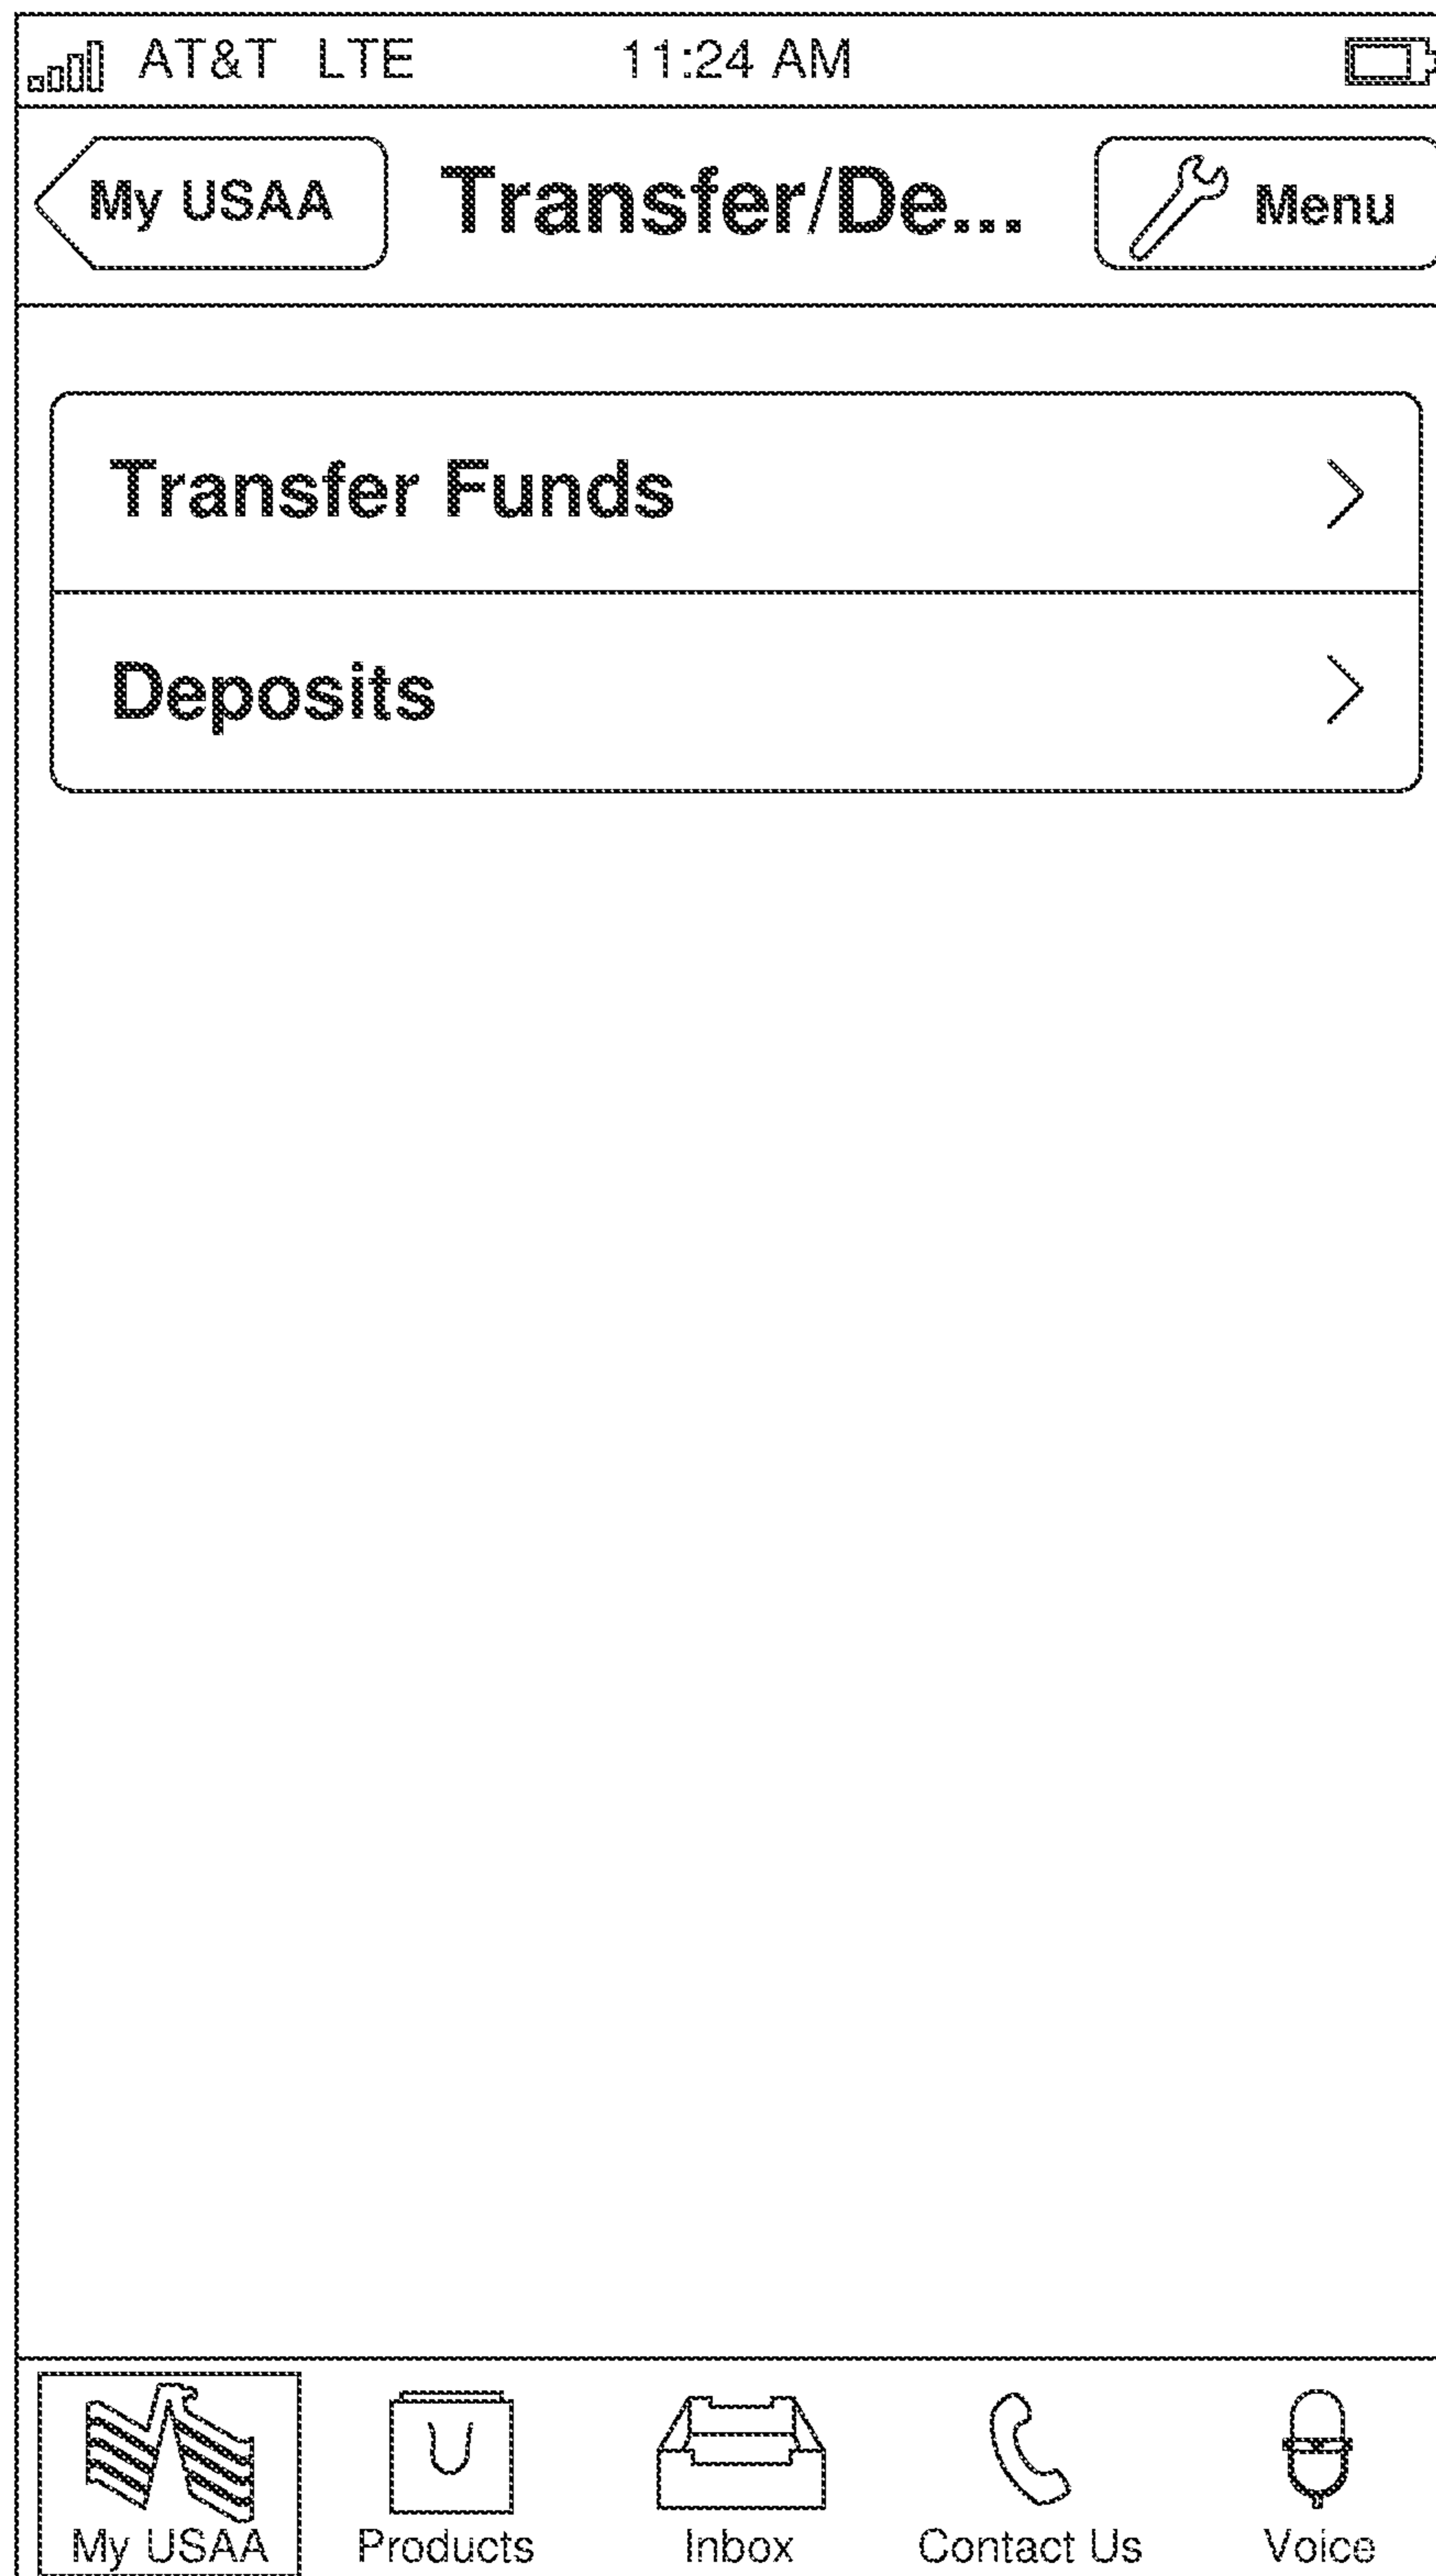 AT&T LTE 11:24 AM
My USAA Transfer/De... Menu
Transfer Funds
Deposits
My USAA Products Inbox Contact Us Voice